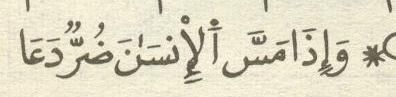 * وَإِذَا مَسَّ ٱلْإِنسَٰنَ ضُرٌّ دَعَا